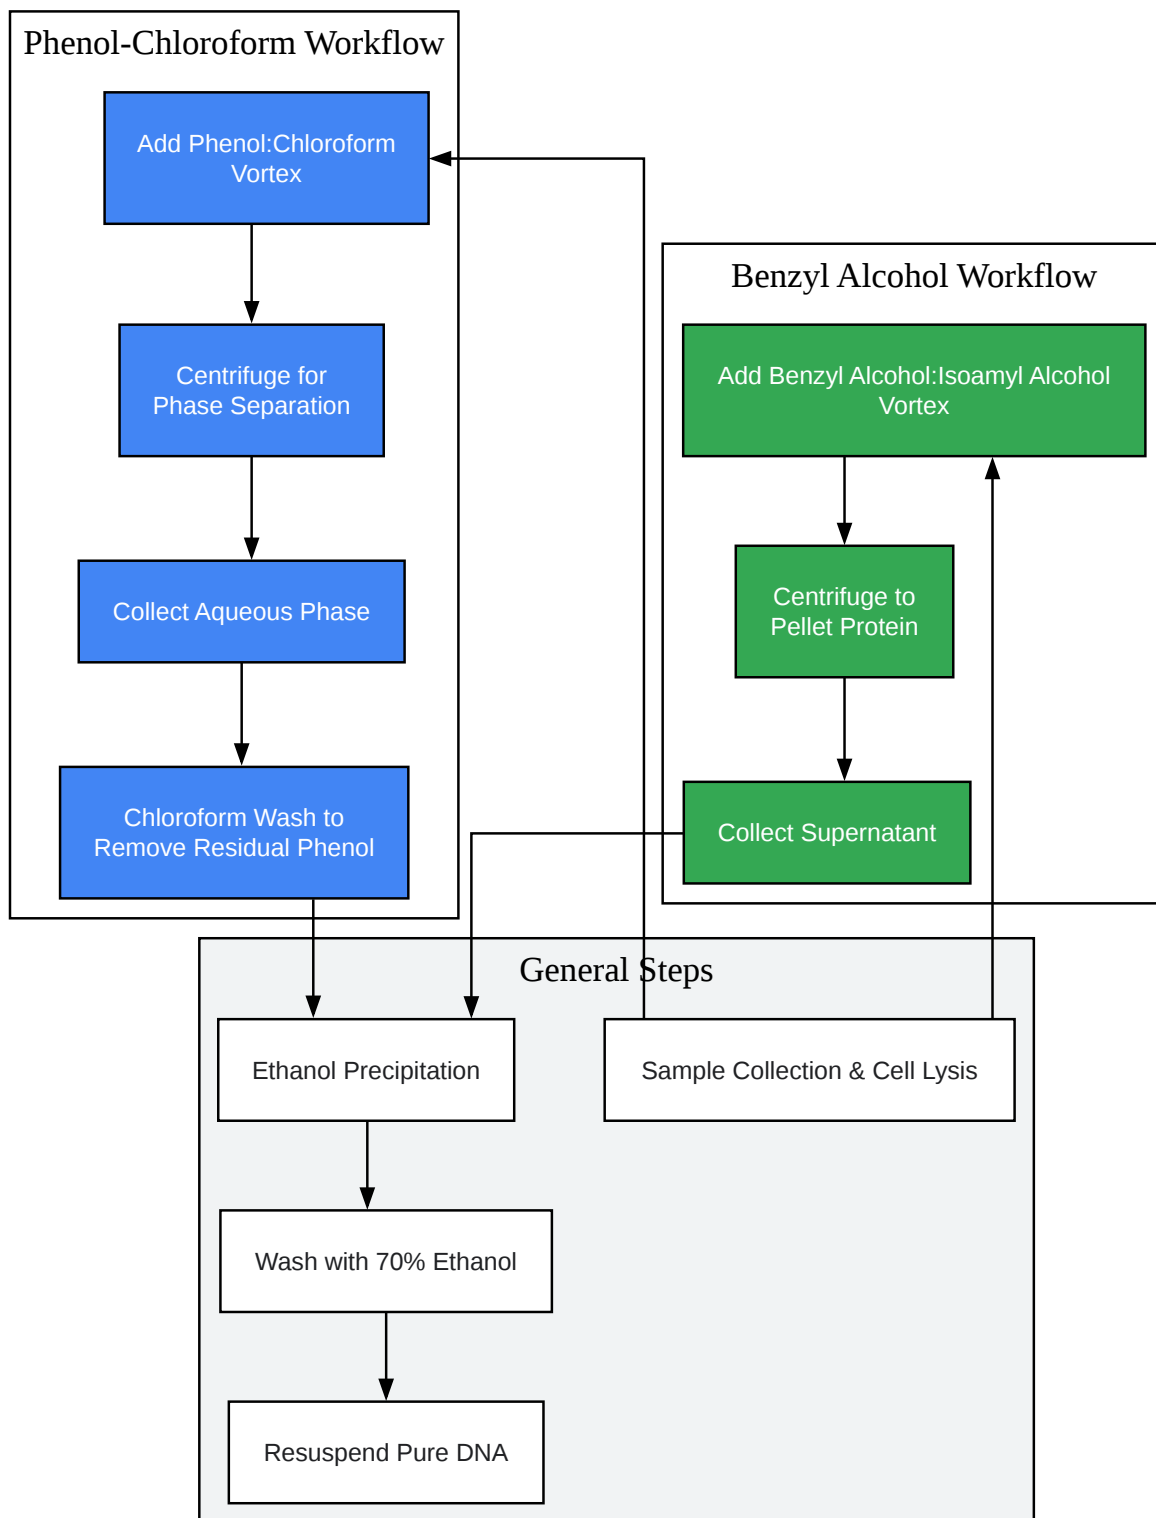 Phenol-Chloroform Workflow
Add Phenol:Chloroform
Vortex
Centrifuge for
Phase Separation
Collect Aqueous Phase
Chloroform Wash to
Remove Residual Phenol
Benzyl Alcohol Workflow
Add Benzyl Alcohol:Isoamyl Alcohol
Vortex
Centrifuge to
Pellet Protein
Collect Supernatant
General Steps
Ethanol Precipitation
Sample Collection & Cell Lysis
Wash with 70% Ethanol
Resuspend Pure DNA